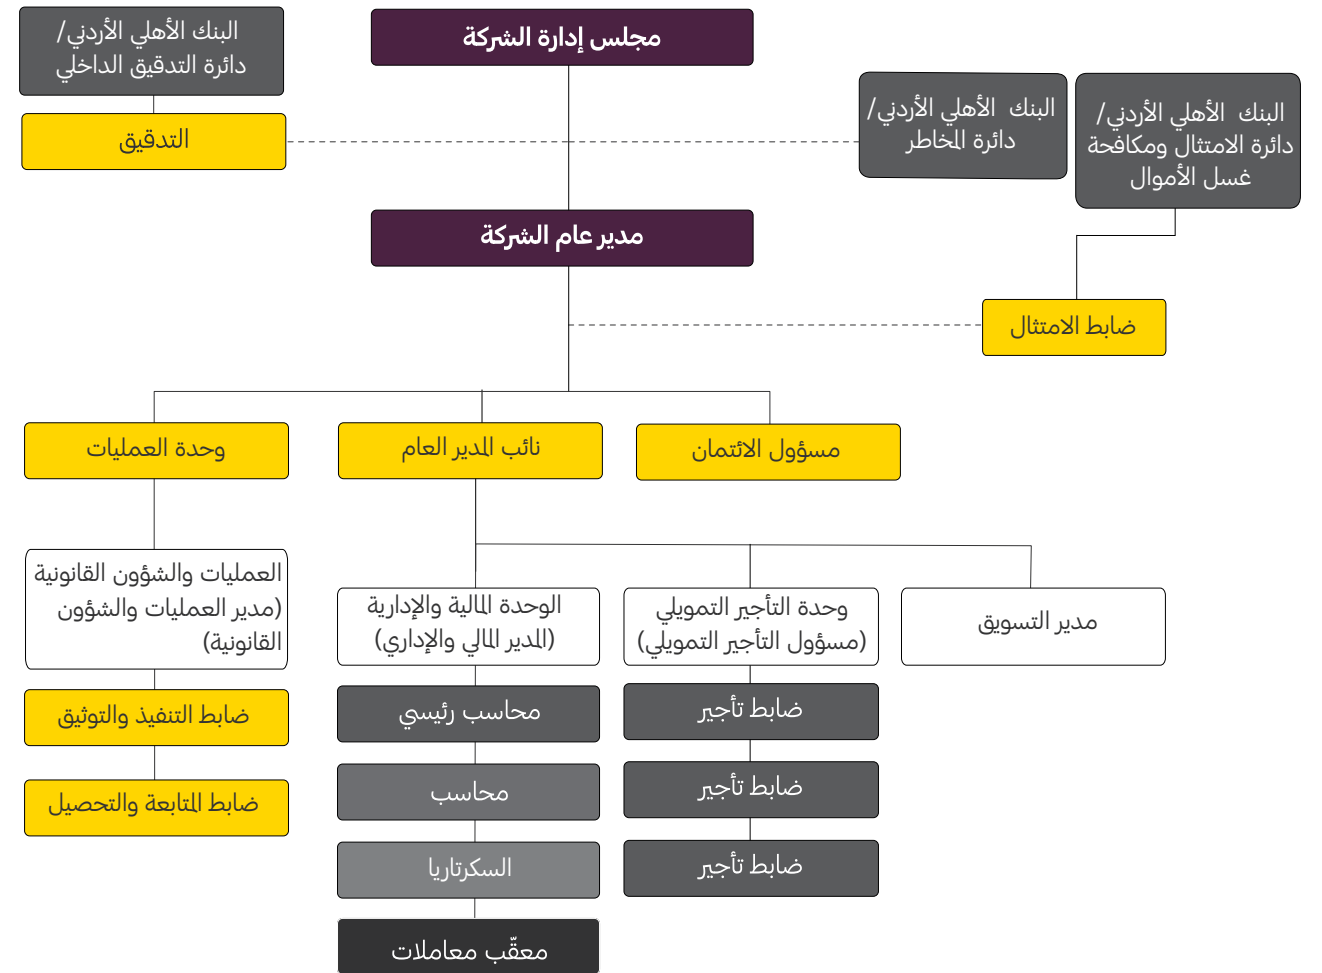 مجلس إدارة الشركة
البنك الأهلي الأردني/
دائرة التدقيق الداخلي
التدقيق
البنك الأهلي الأردني/
دائرة المخاطر
البنك الأهلي الأردني/
دائرة الامتثال ومكافحة
غسل الأموال
مدير عام الشركة
ضابط الامتثال
مسؤول الائتمان
نائب المدير العام
وحدة العمليات
مدير التسويق
وحدة التأجير التمويلي
(مسؤول التأجير التمويلي)
ضابط تأجير
ضابط تأجير
ضابط تأجير
الوحدة المالية والإدارية
(المدير المالي والإداري)
محاسب رئيسي
محاسب
السكرتاريا
معقّب معاملات
العمليات والشؤون القانونية
(مدير العمليات والشؤون
القانونية)
ضابط التنفيذ والتوثيق
ضابط المتابعة والتحصيل